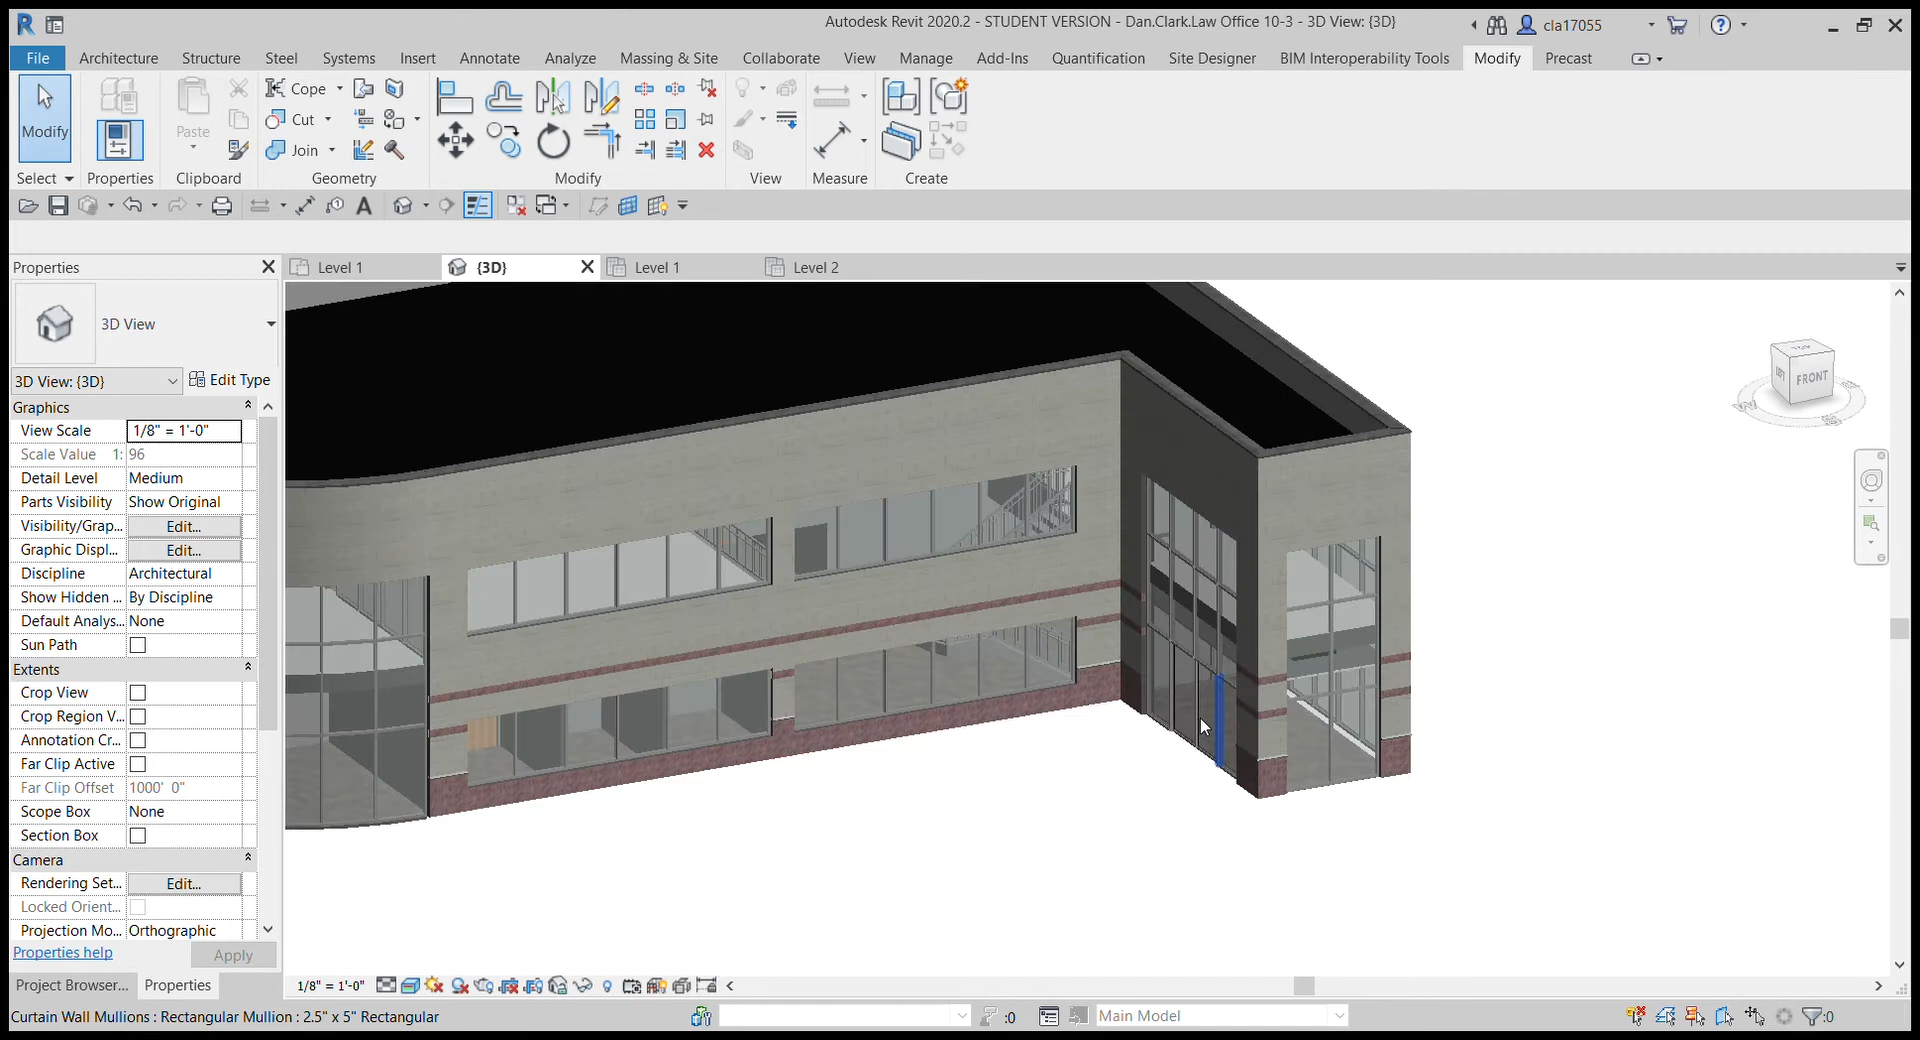 Autodesk Revit 2020.2 - STUDENT VERSION - Dan.Clark.Law Office 10-3 - 3D View: {3D}
cla17055
File Architecture Structure Steel Systems Insert Annotate Analyze Massing & Site Collaborate View Manage Add-Ins Quantification Site Designer BIM Interoperability Tools Modify Precast
Modify
Paste
Cope
Cut
Join
Select Properties Clipboard Geometry Modify View Measure Create
Properties
Level 1
{3D}
Level 1
Level 2
3D View
3D View: {3D} Edit Type
Graphics
View Scale 1/8" = 1'-0"
Scale Value 1: 96
Detail Level Medium
Parts Visibility Show Original
Visibility/Grap... Edit...
Graphic Displ... Edit...
Discipline Architectural
Show Hidden ... By Discipline
Default Analys... None
Sun Path
Extents
Crop View
Crop Region V...
Annotation Cr...
Far Clip Active
Far Clip Offset 1000' 0"
Scope Box None
Section Box
Camera
Rendering Set... Edit...
Locked Orient...
Projection Mo... Orthographic
Properties help Apply
Project Browser... Properties
TOP
LEFT
FRONT
W
1/8" = 1'-0"
Curtain Wall Mullions : Rectangular Mullion : 2.5" x 5" Rectangular
:0
Main Model
:0